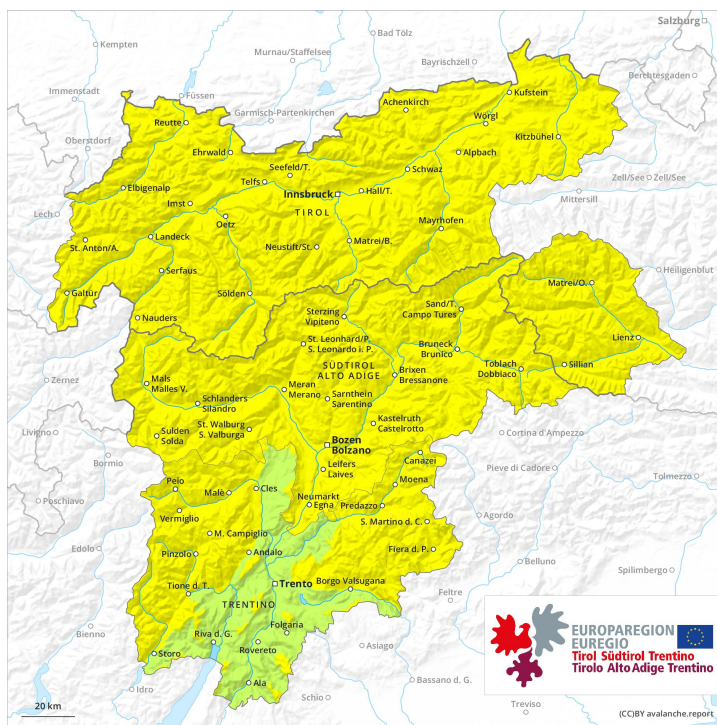 Salzburg
Kempten
Bad Tölz
Murnau/Staffelsee
Bayrischzell
Berchtesgaden
Immenstadt
Füssen
Garmisch-Partenkirchen
Achenkirch
Kufstein
Reutte
Wörgl
Oberstdorf
Ehrwald
Kitzbühel
Alpbach
Seefeld/T.
Schwaz
Telfs
Zell/See
Zell/See
Elbigenalp
Innsbruck
Hall/T.
Mittersill
Imst
TIROL
Lech
Oetz
Mayrhofen
St. Anton/A.
Landeck
Neustift/St.
Matrei/B.
Serfaus
Heiligenblut
Galtür
Sölden
Matrei/O.
Nauders
Sterzing
Vipiteno
Sand/T.
Campo Tures
Lienz
St. Leonhard/P.
S. Leonardo i. P.
Bruneck
Brunico
SÜDTIROL
ALTO ADIGE
Toblach
Dobbiaco
Sillian
Brixen
Bressanone
Zernez
Mals
Malles V.
Meran
Merano
Sarnthein
Sarentino
Schlanders
Silandro
Kastelruth
Castelrotto
St. Walburg
S. Valburga
Livigno
Sulden
Solda
Bozen
Bolzano
Cortina d'Ampezzo
Bormio
Canazei
Pieve di Cadore
Leifers
Laives
Tolmezzo
Peio
Moena
Poschiavo
Malè
Cles
Neumarkt
Egna
Predazzo
Vermiglio
Agordo
S. Martino d. C.
M. Campiglio
Edolo
Pinzolo
Andalo
Fiera d. P.
Belluno
Spilimbergo
Trento
Borgo Valsugana
Tione d. T.
Feltre
TRENTINO
Folgaria
Bienno
Riva d. G.
Storo
Rovereto
Asiago
Idro
Ala
Bassano d. G.
Schio
Treviso
EUROPAREGION
EUREGIO
Tirol Südtirol Trentino
Tirolo Alto Adige Trentino
20 km
(CC)BY avalanche.report